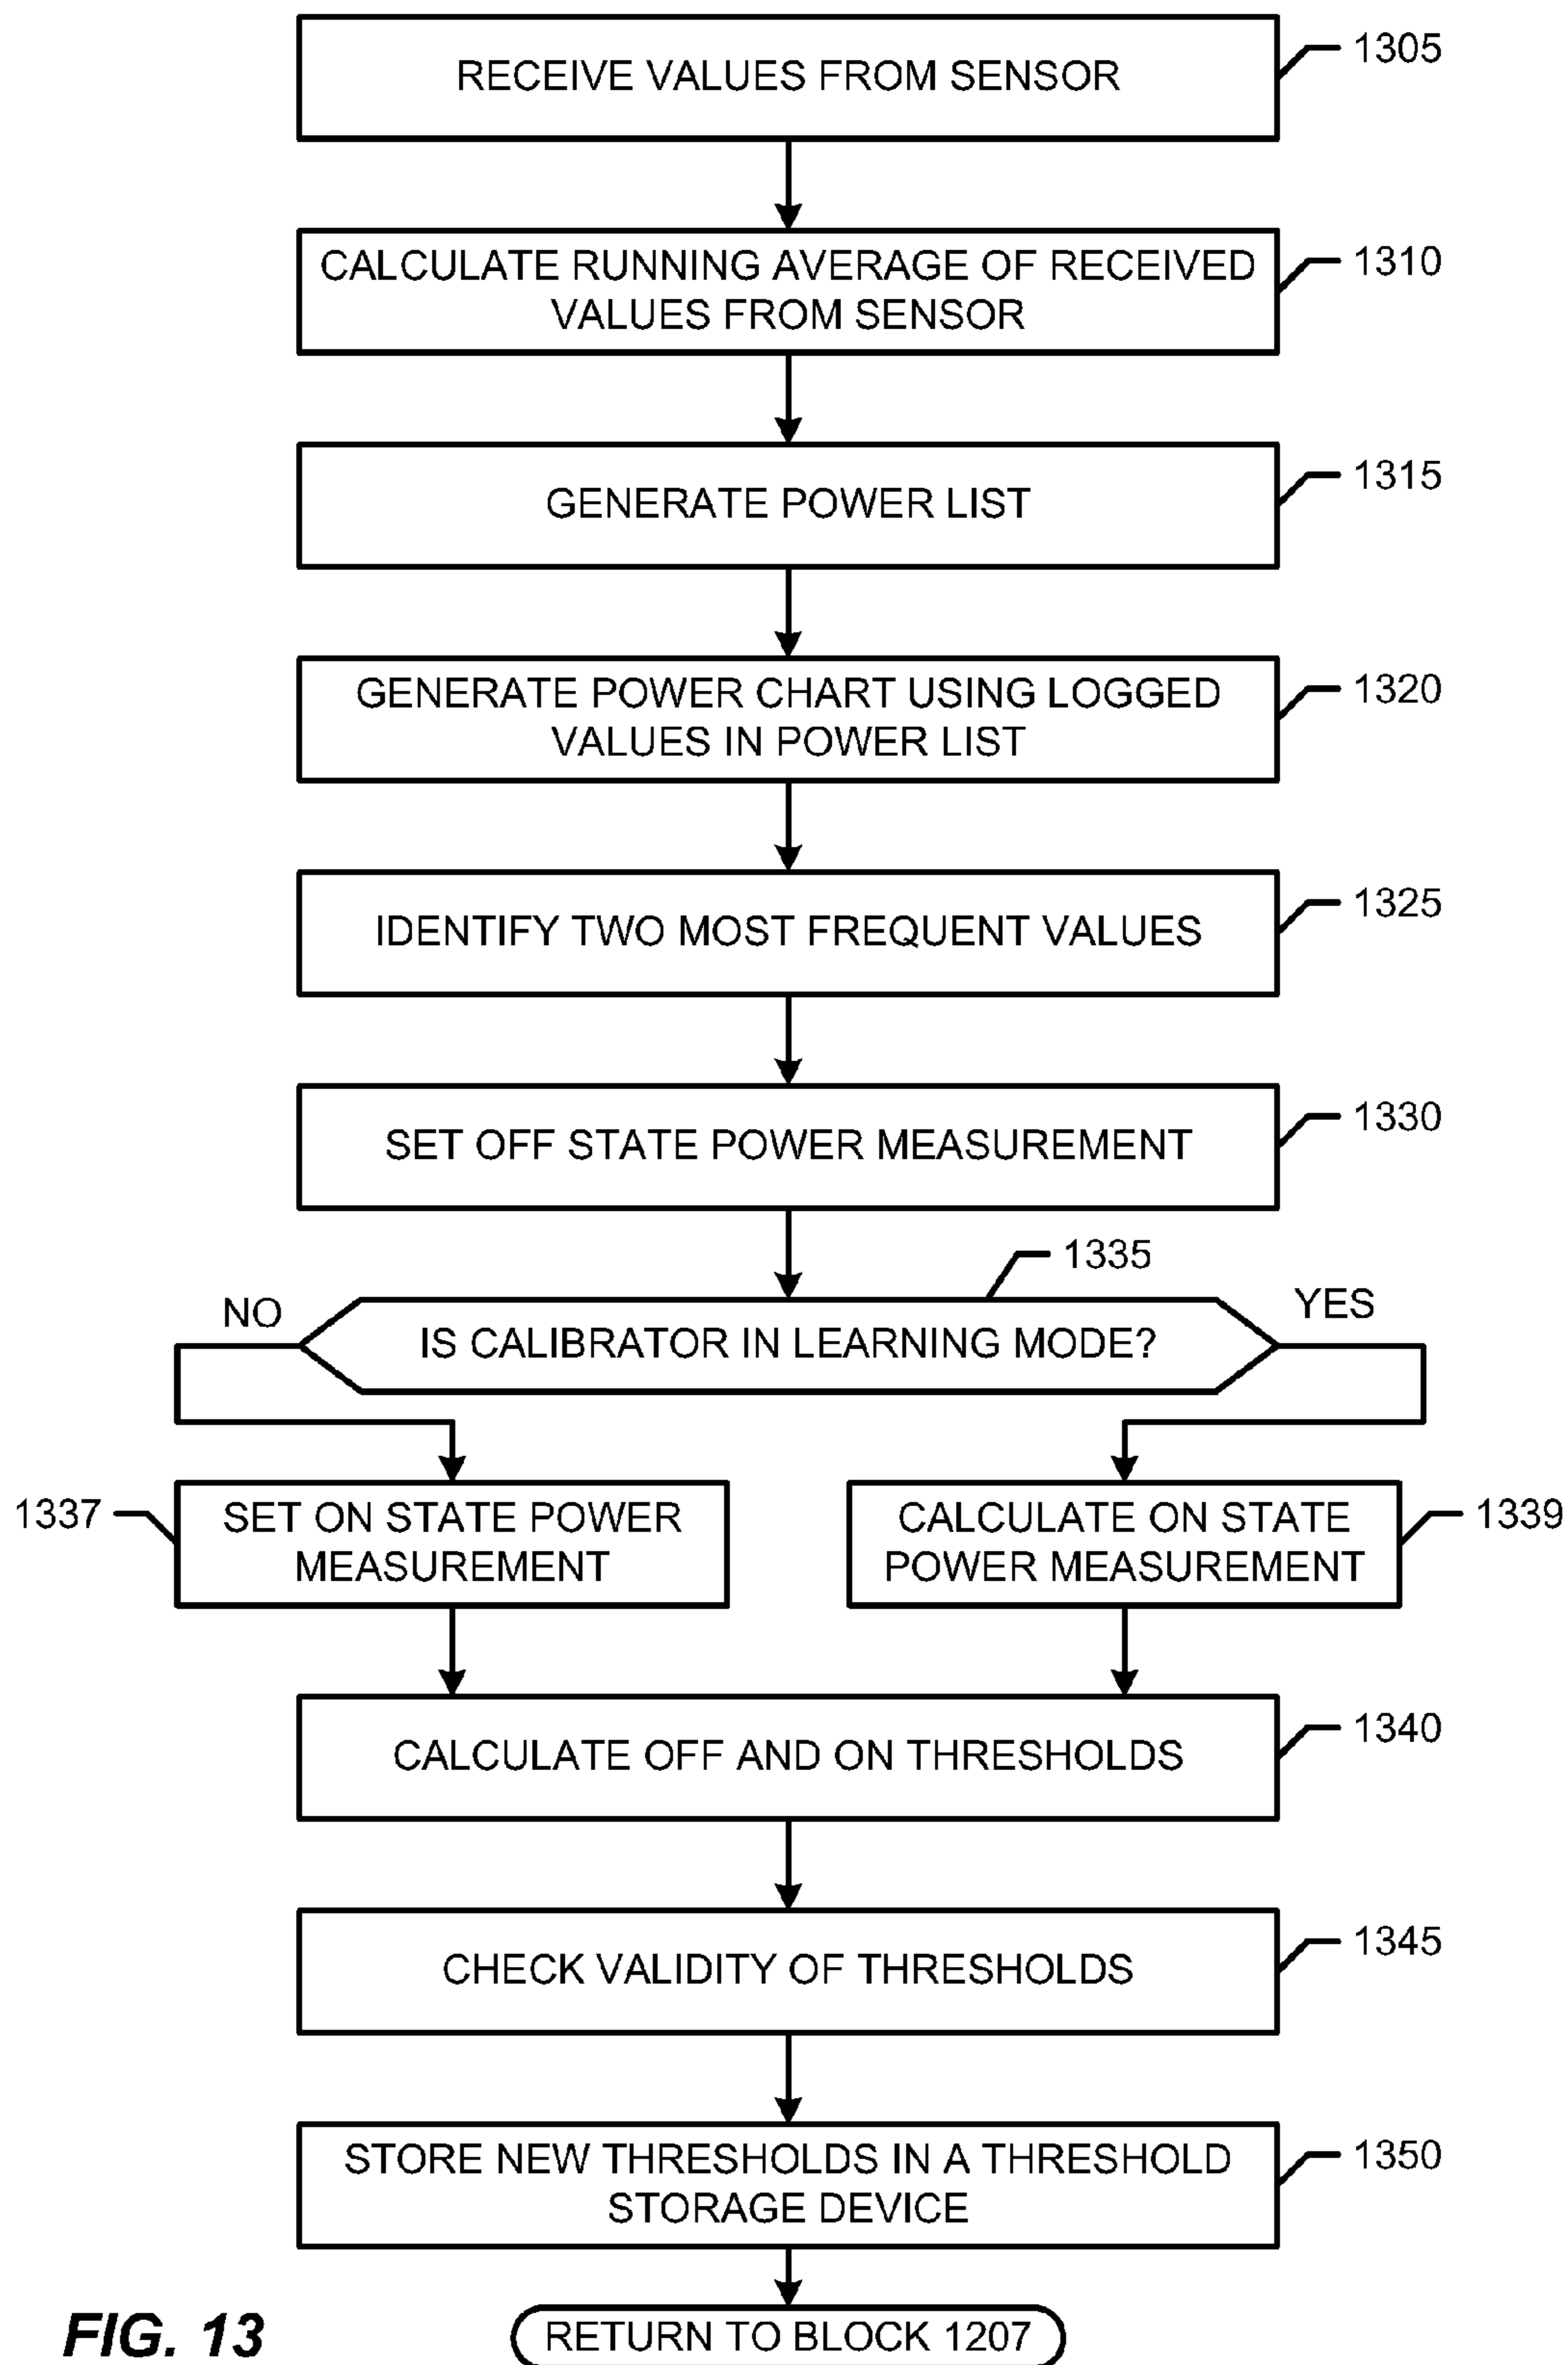 RECEIVE VALUES FROM SENSOR
1305
CALCULATE RUNNING AVERAGE OF RECEIVED
VALUES FROM SENSOR
1310
GENERATE POWER LIST
1315
GENERATE POWER CHART USING LOGGED
VALUES IN POWER LIST
1320
IDENTIFY TWO MOST FREQUENT VALUES
1325
SET OFF STATE POWER MEASUREMENT
1330
1335
NO
IS CALIBRATOR IN LEARNING MODE?
YES
1337
SET ON STATE POWER
MEASUREMENT
CALCULATE ON STATE
POWER MEASUREMENT
1339
CALCULATE OFF AND ON THRESHOLDS
1340
CHECK VALIDITY OF THRESHOLDS
1345
STORE NEW THRESHOLDS IN A THRESHOLD
STORAGE DEVICE
1350
RETURN TO BLOCK 1207
FIG. 13